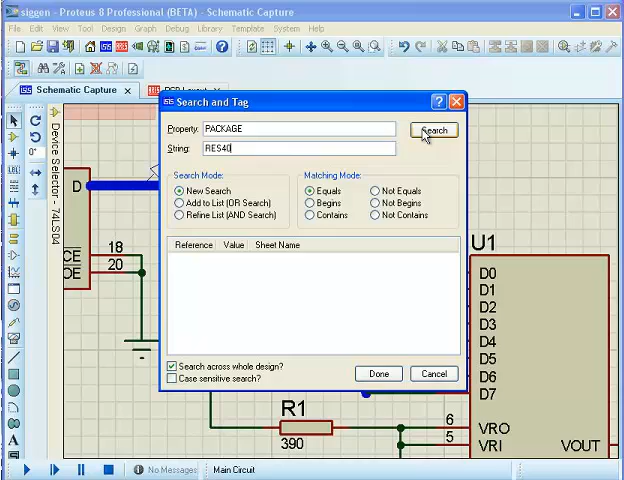 siggen - Proteus 8 Professional (BETA) - Schematic Capture
File Edit View Tool Design Graph Debug Library Template System Help
Schematic Capture
PCB Layout
Search and Tag
Property: PACKAGE
Search
String: RES40
Search Mode: Matching Mode:
New Search Equals Not Equals
Add to List (OR Search) Begins Not Begins
Refine List (AND Search) Contains Not Contains
Reference Value Sheet Name
Search across whole design?
Case sensitive search?
Done Cancel
Device Selector - 74LS04
LBL
0°
D
CE 18
OE 20
R1
390
U1
D0
D1
D2
D3
D4
D5
D6
D7
6 VRO
5 VRI VOUT
A
No Messages Main Circuit